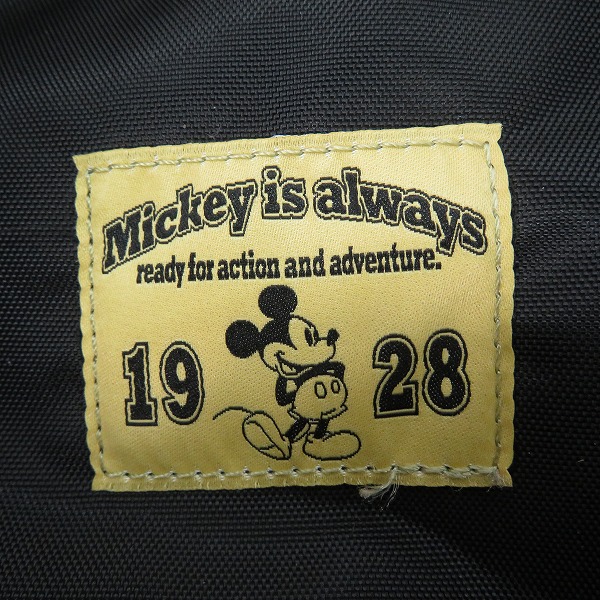 Mickey is always
ready for action and adventure.
19 28